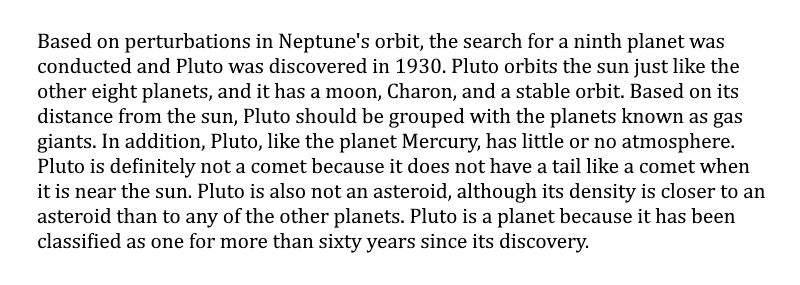 Based on perturbations in Neptune's orbit, the search for a ninth planet was
conducted and Pluto was discovered in 1930. Pluto orbits the sun just like the
other eight planets, and it has a moon, Charon, and a stable orbit. Based on its
distance from the sun, Pluto should be grouped with the planets known as gas
giants. In addition, Pluto, like the planet Mercury, has little or no atmosphere.
Pluto is definitely not a comet because it does not have a tail like a comet when
it is near the sun. Pluto is also not an asteroid, although its density is closer to an
asteroid than to any of the other planets. Pluto is a planet because it has been
classified as one for more than sixty years since its discovery.